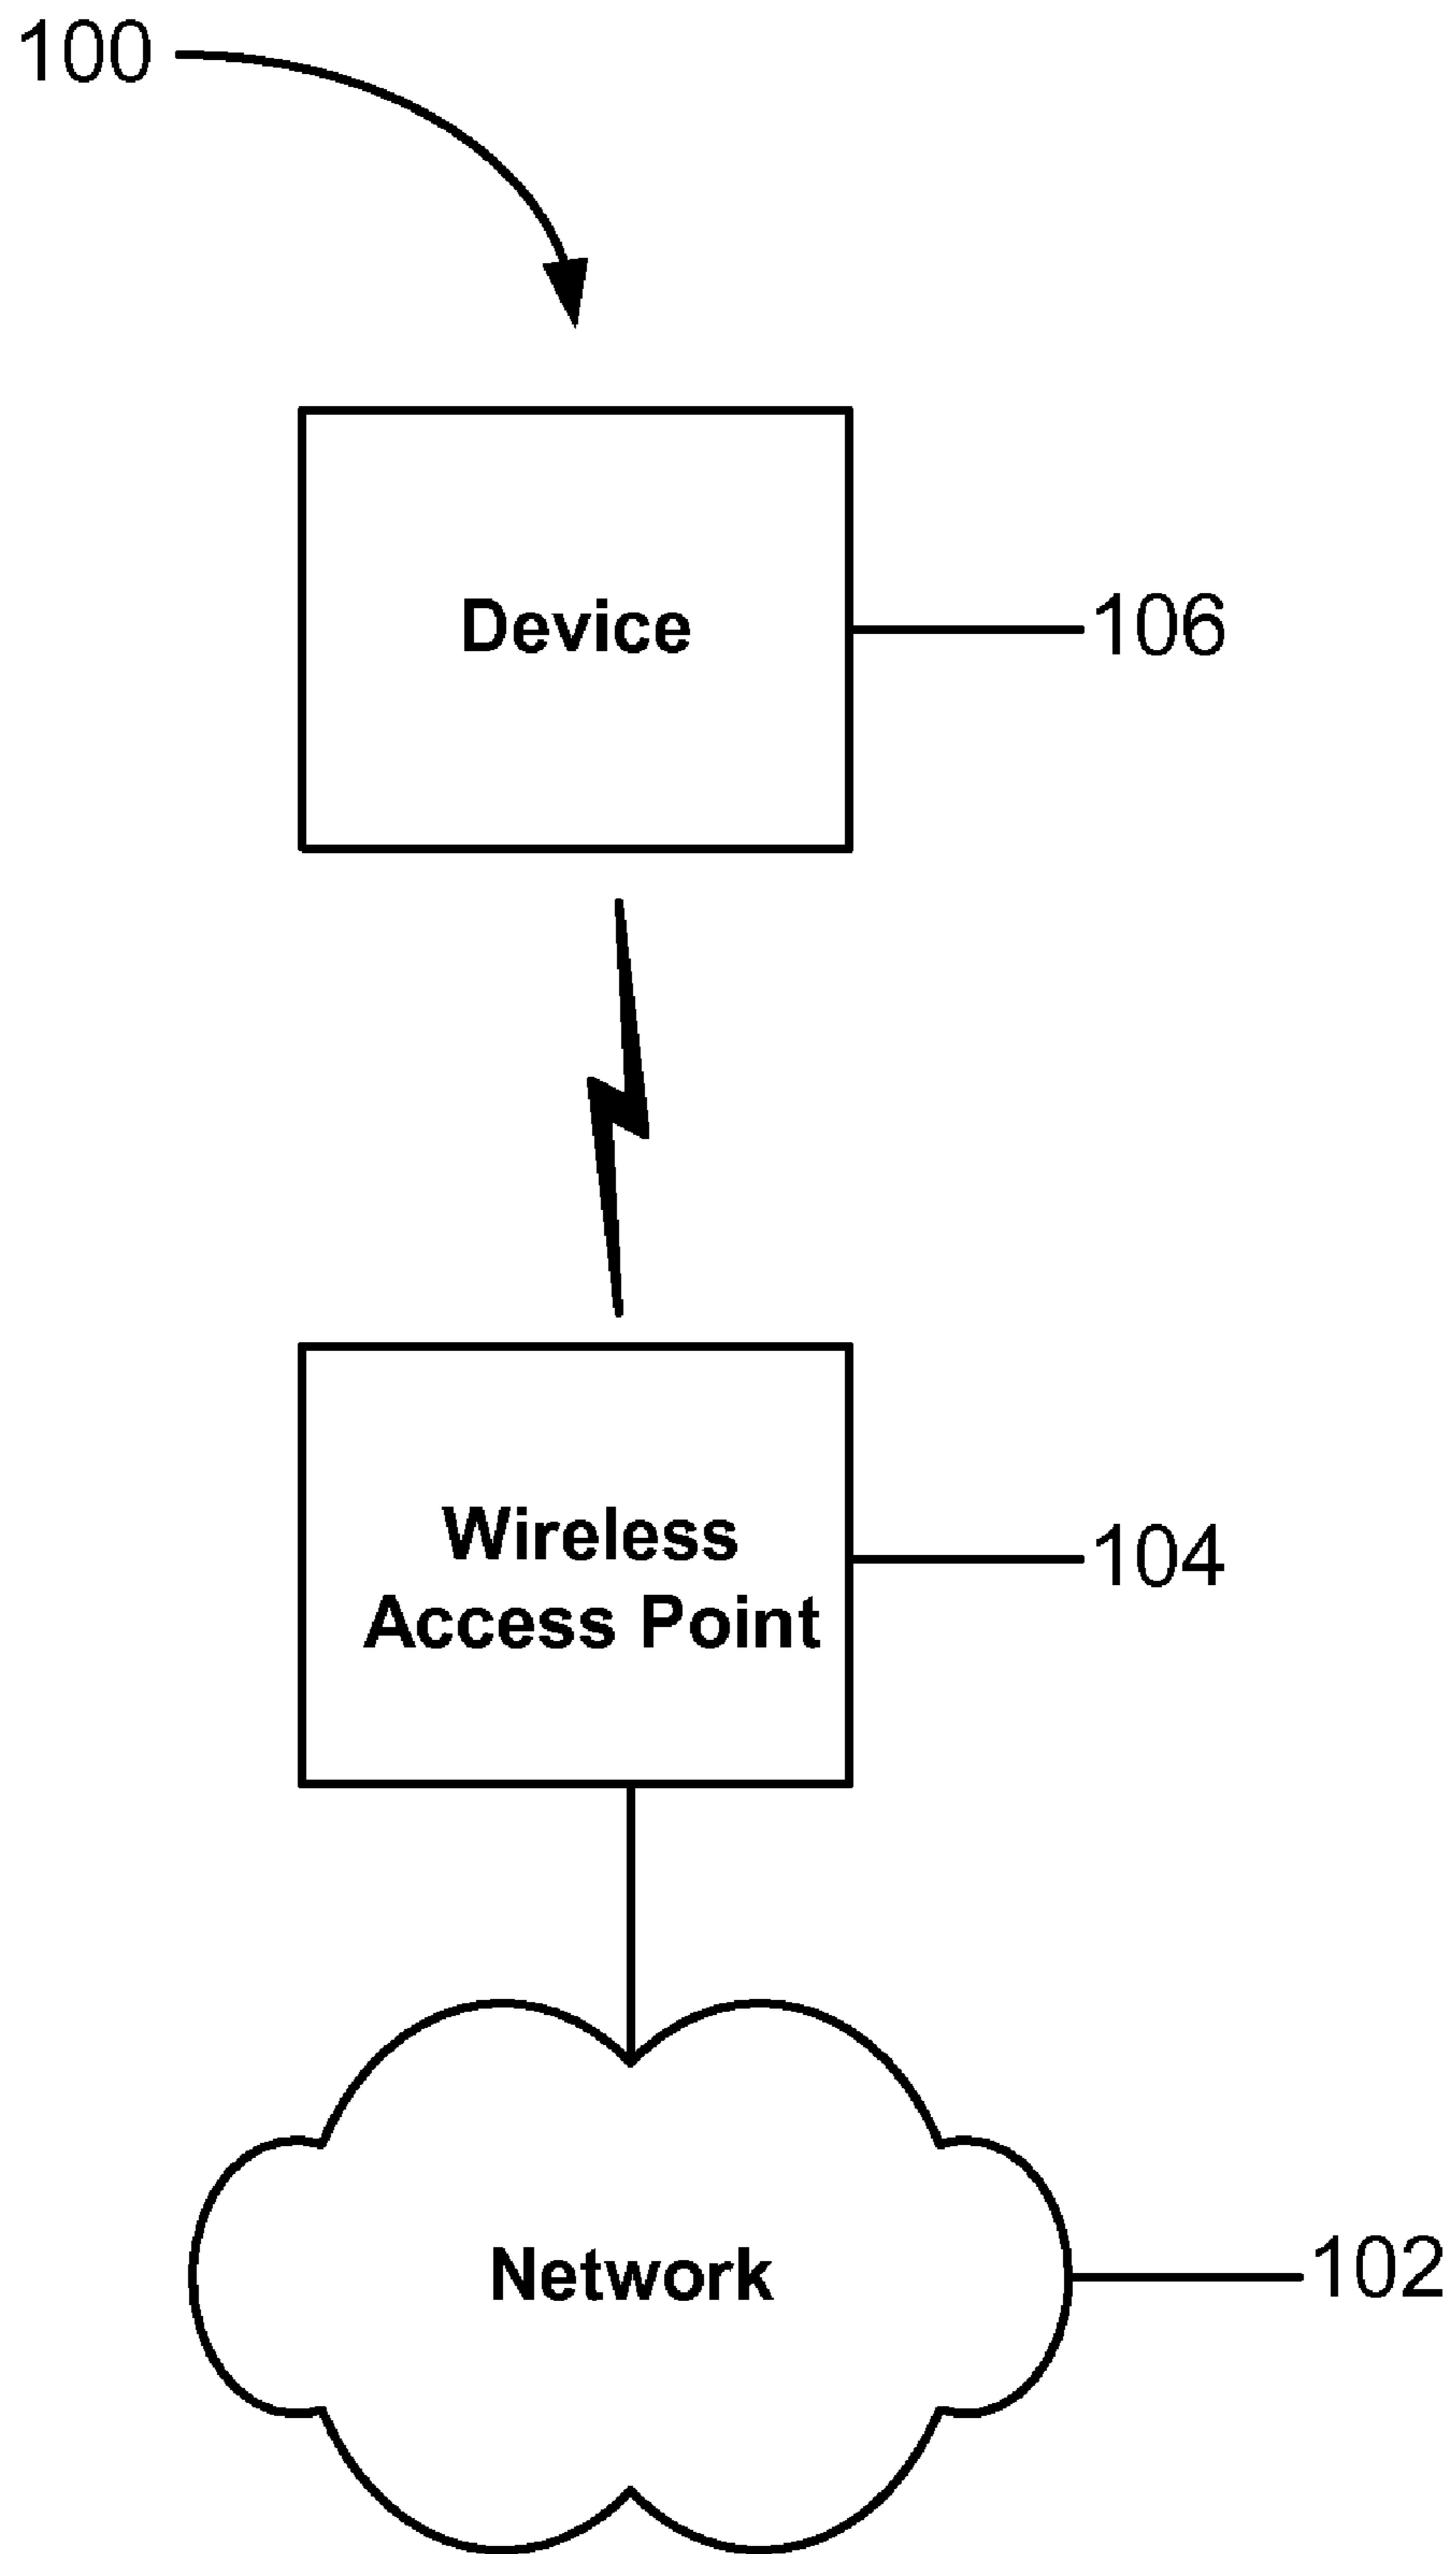 100
Device
106
Wireless
Access Point
104
Network
102